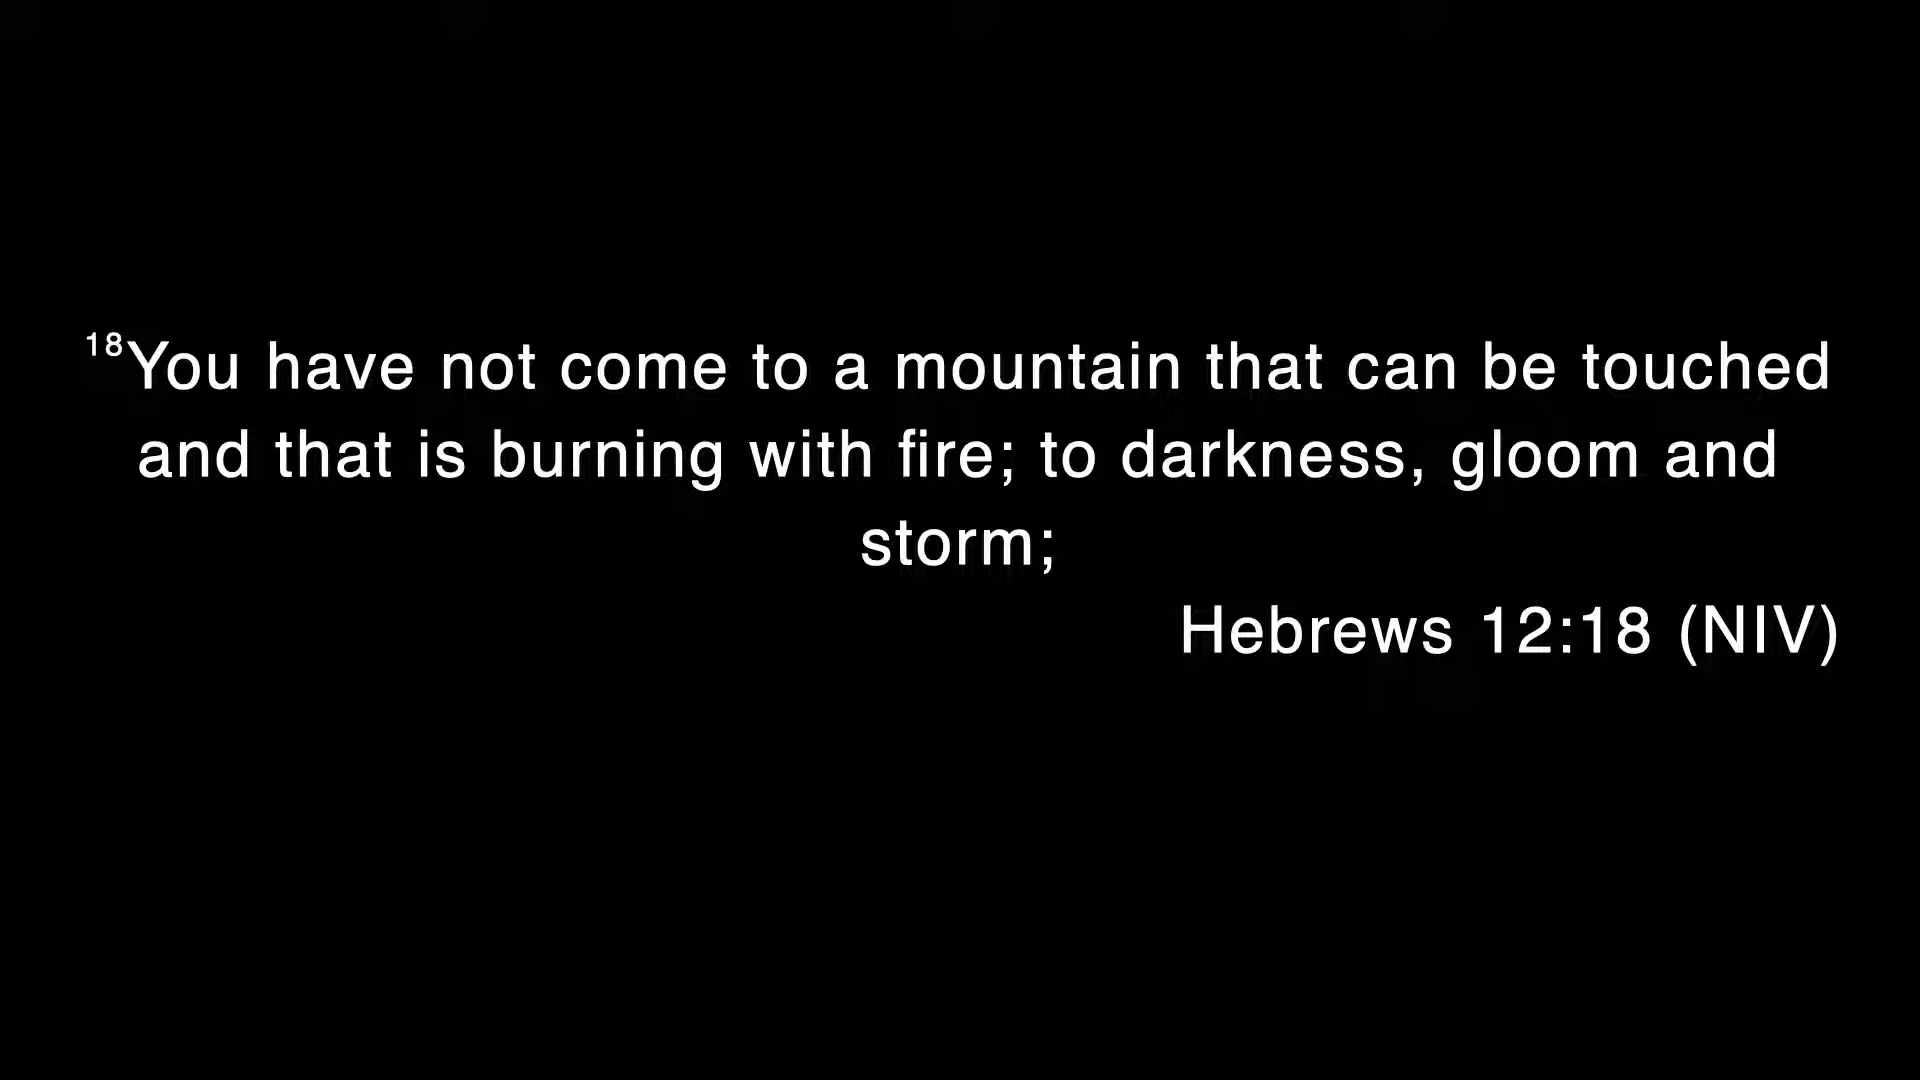 18You have not come to a mountain that can be touched
and that is burning with fire; to darkness, gloom and
storm;
Hebrews 12:18 (NIV)